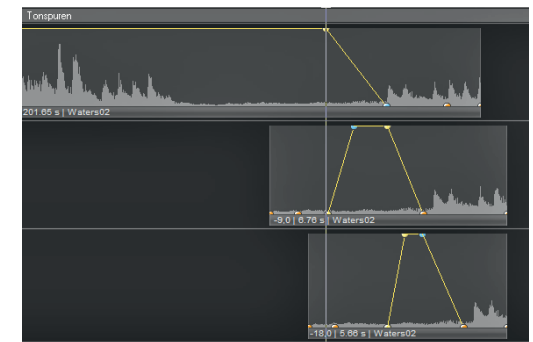 Tonspuren
201.65 s | Waters02
-9,0 | 6.76 s | Waters02
-18,0 | 5.66 s | Waters02